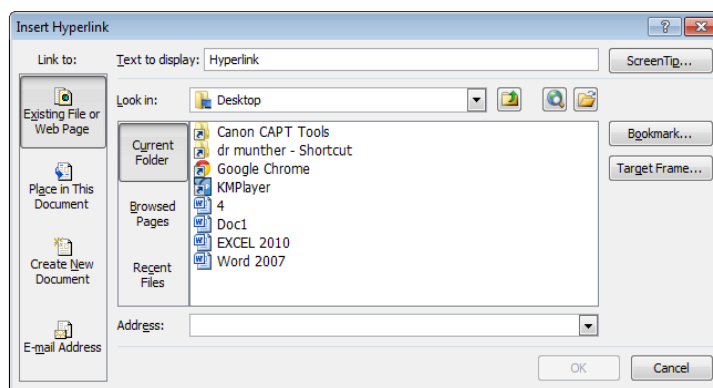 Insert Hyperlink
Link to:
Text to display: Hyperlink
ScreenTip...
Existing File or
Web Page
Look in: Desktop
Current
Folder
Browsed
Pages
Recent
Files
Canon CAPT Tools
dr munther - Shortcut
Google Chrome
KMPlayer
4
Doc1
EXCEL 2010
Word 2007
Bookmark...
Target Frame...
Place in This
Document
Create New
Document
E-mail Address
Address:
OK
Cancel